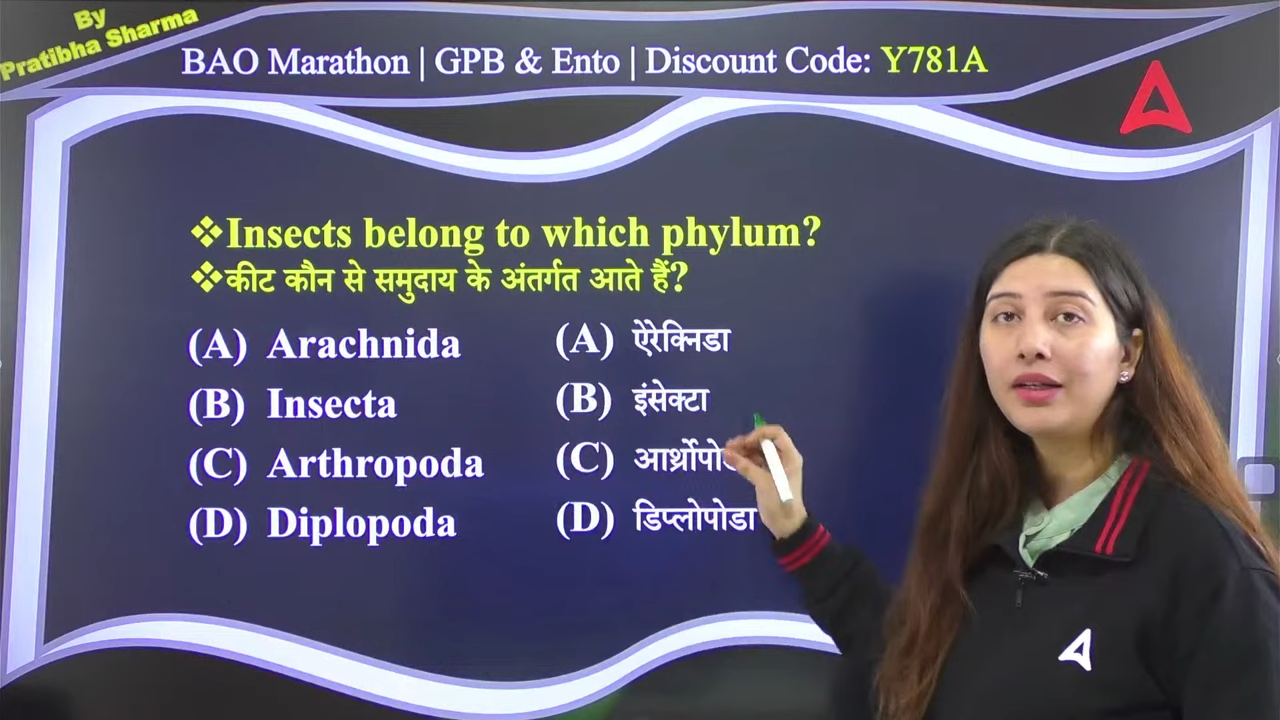 By
Pratibha Sharma
BAO Marathon | GPB & Ento | Discount Code: Y781A
❖Insects belong to which phylum?
❖कीट कौन से समुदाय के अंतर्गत आते हैं?
(A) Arachnida
(B) Insecta
(C) Arthropoda
(D) Diplopoda
(A) ऐरेक्निडा
(B) इंसेक्टा
(C)
(D) डिप्लोपोडा